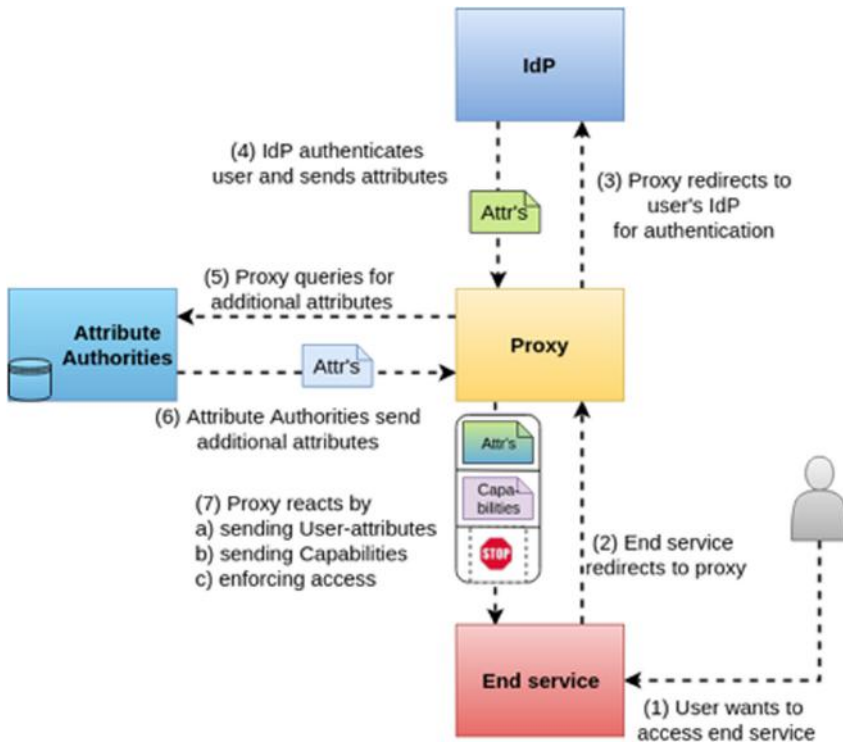 IdP
(4) IdP authenticates
user and sends attributes
(3) Proxy redirects to
user's IdP
for authentication
Attr's
(5) Proxy queries for
additional attributes
Attribute
Authorities
Proxy
Attr's
(6) Attribute Authorities send
additional attributes
Attr's
Capa-
bilities
(7) Proxy reacts by
a) sending User-attributes
b) sending Capabilities
c) enforcing access
STOP
(2) End service
redirects to proxy
End service
(1) User wants to
access end service